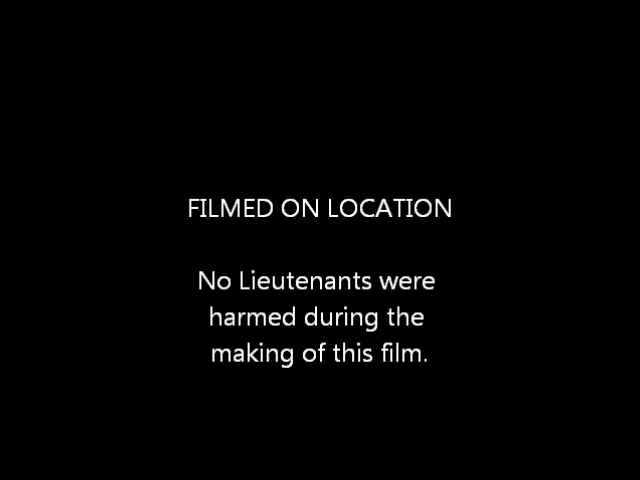 FILMED ON LOCATION
No Lieutenants were
harmed during the
making of this film.